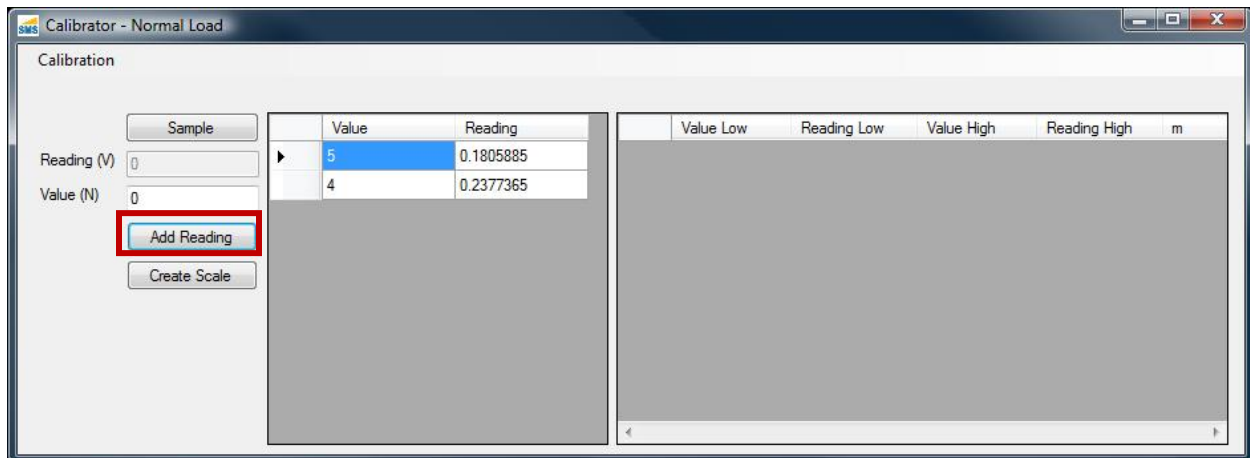 SMS Calibrator - Normal Load
Calibration
Sample
Reading (V) 0
Value (N) 0
Add Reading
Create Scale
Value Reading
5 0.1805885
4 0.2377365
Value Low Reading Low Value High Reading High m